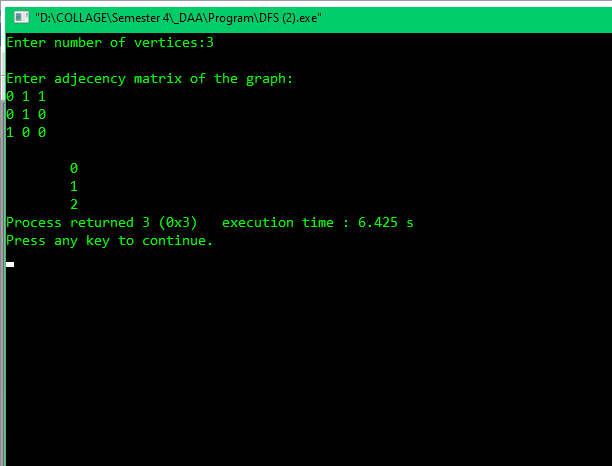 "D:\COLLAGE\Semester 4\_DAA\Program\DFS (2).exe"
Enter number of vertices:3
Enter adjecency matrix of the graph:
0 1 1
0 1 0
1 0 0
0
1
2
Process returned 3 (0x3)   execution time : 6.425 s
Press any key to continue.